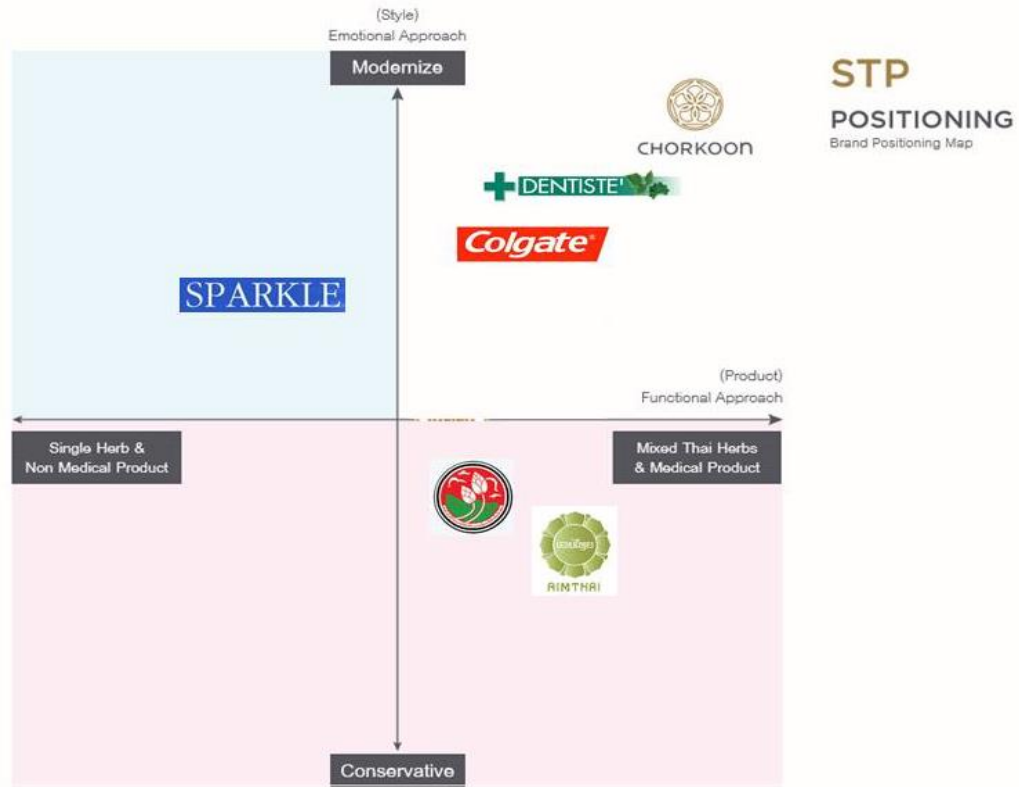 (Style)
Emotional Approach
Modernize
STP
POSITIONING
Brand Positioning Map
CHORKOON
DENTISTE'
Colgate®
SPARKLE
(Product)
Functional Approach
Single Herb &
Non Medical Product
Mixed Thai Herbs
& Medical Product
AIMTHAI
Conservative